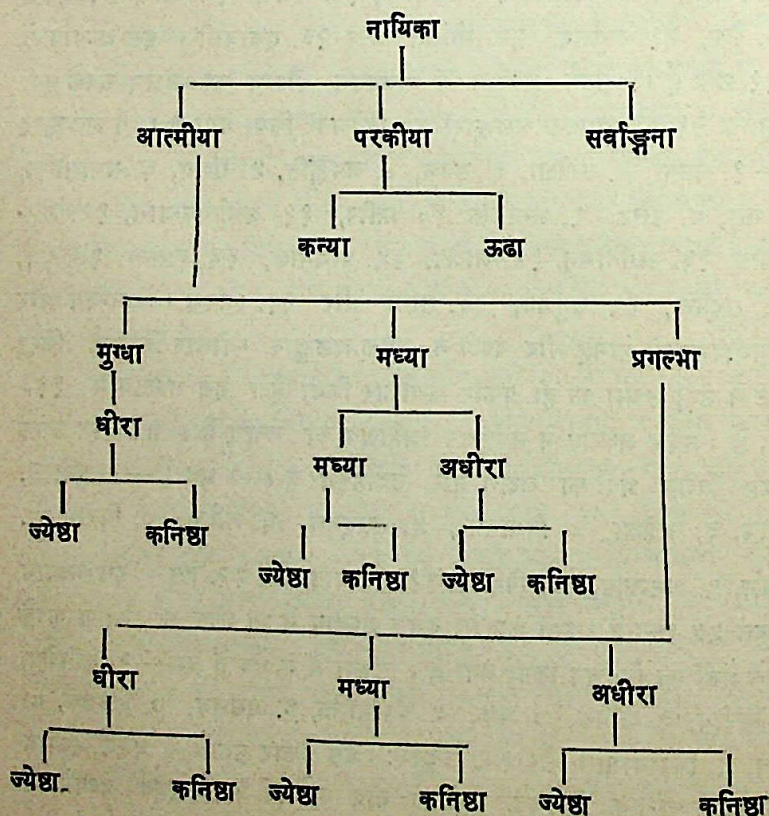 नायिका
आत्मीया परकीया सर्वाङ्गना
कन्या ऊढा
मुग्धा मध्या प्रगल्भा
धीरा
मध्या अधीरा
ज्येष्ठा कनिष्ठा
ज्येष्ठा कनिष्ठा ज्येष्ठा कनिष्ठा
धीरा मध्या अधीरा
ज्येष्ठा कनिष्ठा ज्येष्ठा कनिष्ठा ज्येष्ठा कनिष्ठा